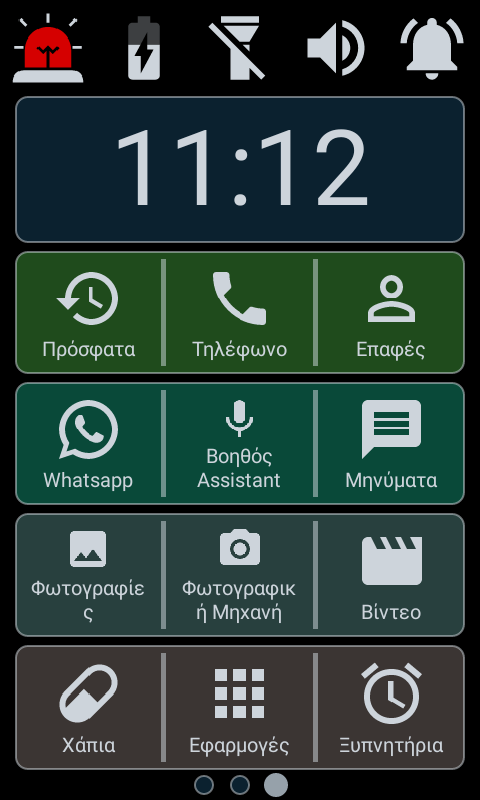 11:12
Πρόσφατα
Τηλέφωνο
Επαφές
Whatsapp
Βοηθός
Assistant
Μηνύματα
Φωτογραφίε
ς
Φωτογραφικ
ή Μηχανή
Βίντεο
Χάπια
Εφαρμογές
Ξυπνητήρια